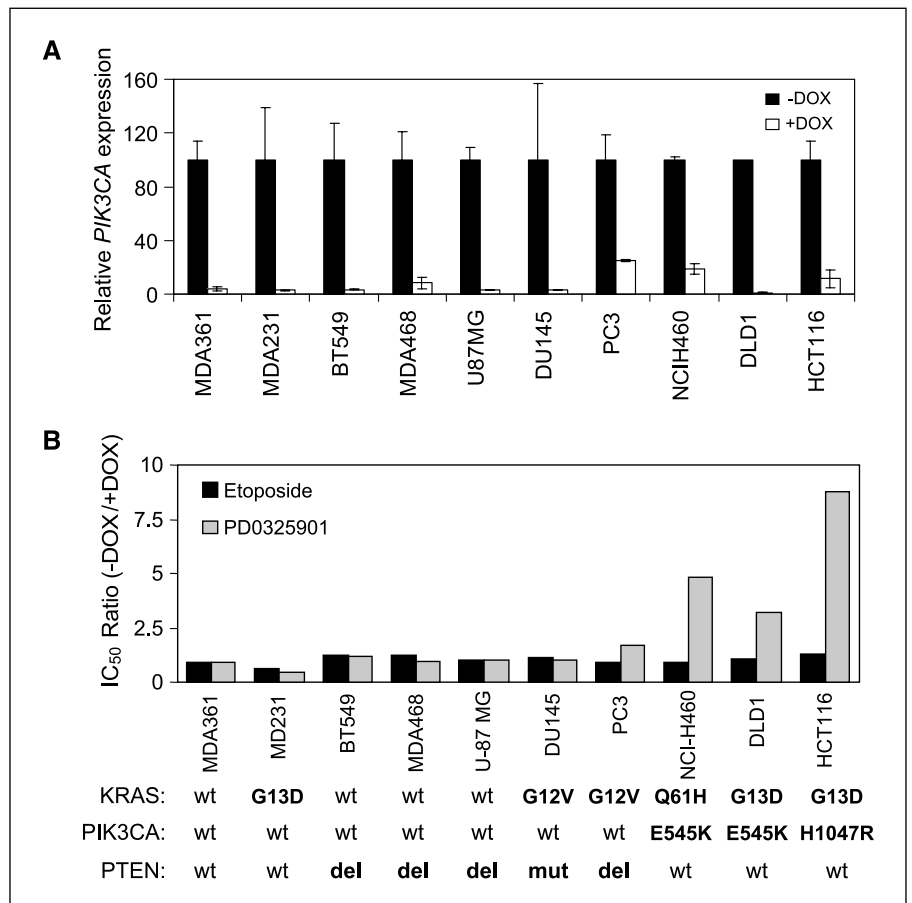 A
Relative PIK3CA expression
160
120
80
40
0
-DOX
+DOX
MDA361
MDA231
BT549
MDA468
U87MG
DU145
PC3
NCIH460
DLD1
HCT116
B
IC50 Ratio (-DOX/+DOX)
10
7.5
5
2.5
0
Etoposide
PD0325901
MDA361
MD231
BT549
MDA468
U-87 MG
DU145
PC3
NCI-H460
DLD1
HCT116
KRAS: wt G13D wt wt wt G12V G12V Q61H G13D G13D
PIK3CA: wt wt wt wt wt wt wt E545K E545K H1047R
PTEN: wt wt del del del mut del wt wt wt